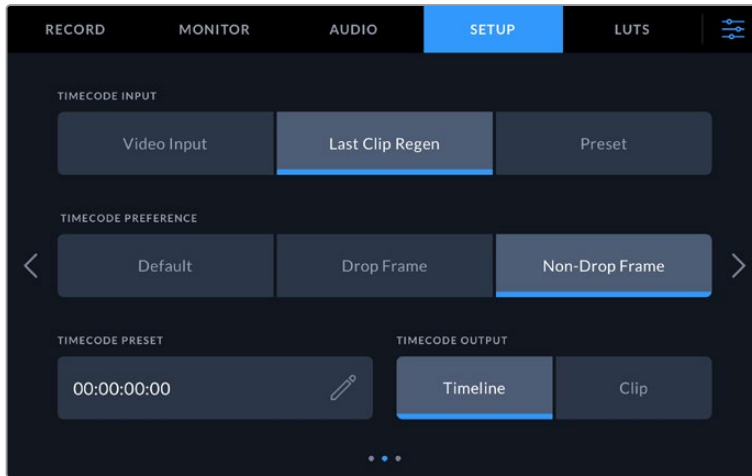 RECORD MONITOR AUDIO SETUP LUTS
TIMECODE INPUT
Video Input Last Clip Regen Preset
TIMECODE PREFERENCE
Default Drop Frame Non-Drop Frame
TIMECODE PRESET TIMECODE OUTPUT
00:00:00:00 Timeline Clip